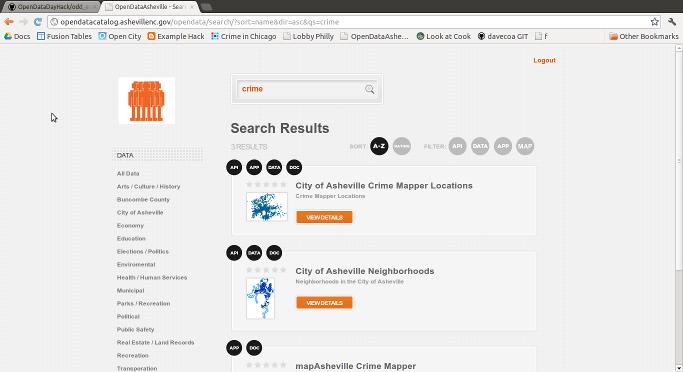 OpenDataDayHack/odd_a
OpenDataAsheville - Sear
opendatacatalog.ashevillenc.gov/opendata/search/?sort=name&dir=asc&qs=crime
Docs Fusion Tables Open City Example Hack Crime in Chicago Lobby Philly OpenDataAshe... Look at Cook davecoa GIT f Other Bookmarks
Logout
crime
Search Results
3 RESULTS
SORT: A-Z RATING FILTER: API DATA APP MAP
DATA
All Data
Arts / Culture / History
Buncombe County
City of Asheville
Economy
Education
Elections / Politics
Enviromental
Health / Human Services
Municipal
Parks / Recreation
Political
Public Safety
Real Estate / Land Records
Recreation
Transperation
API APP DATA DOC
City of Asheville Crime Mapper Locations
Crime Mapper Locations
VIEW DETAILS
API DATA DOC
City of Asheville Neighborhoods
Neighborhoods in the City of Asheville
VIEW DETAILS
APP DOC
mapAsheville Crime Mapper